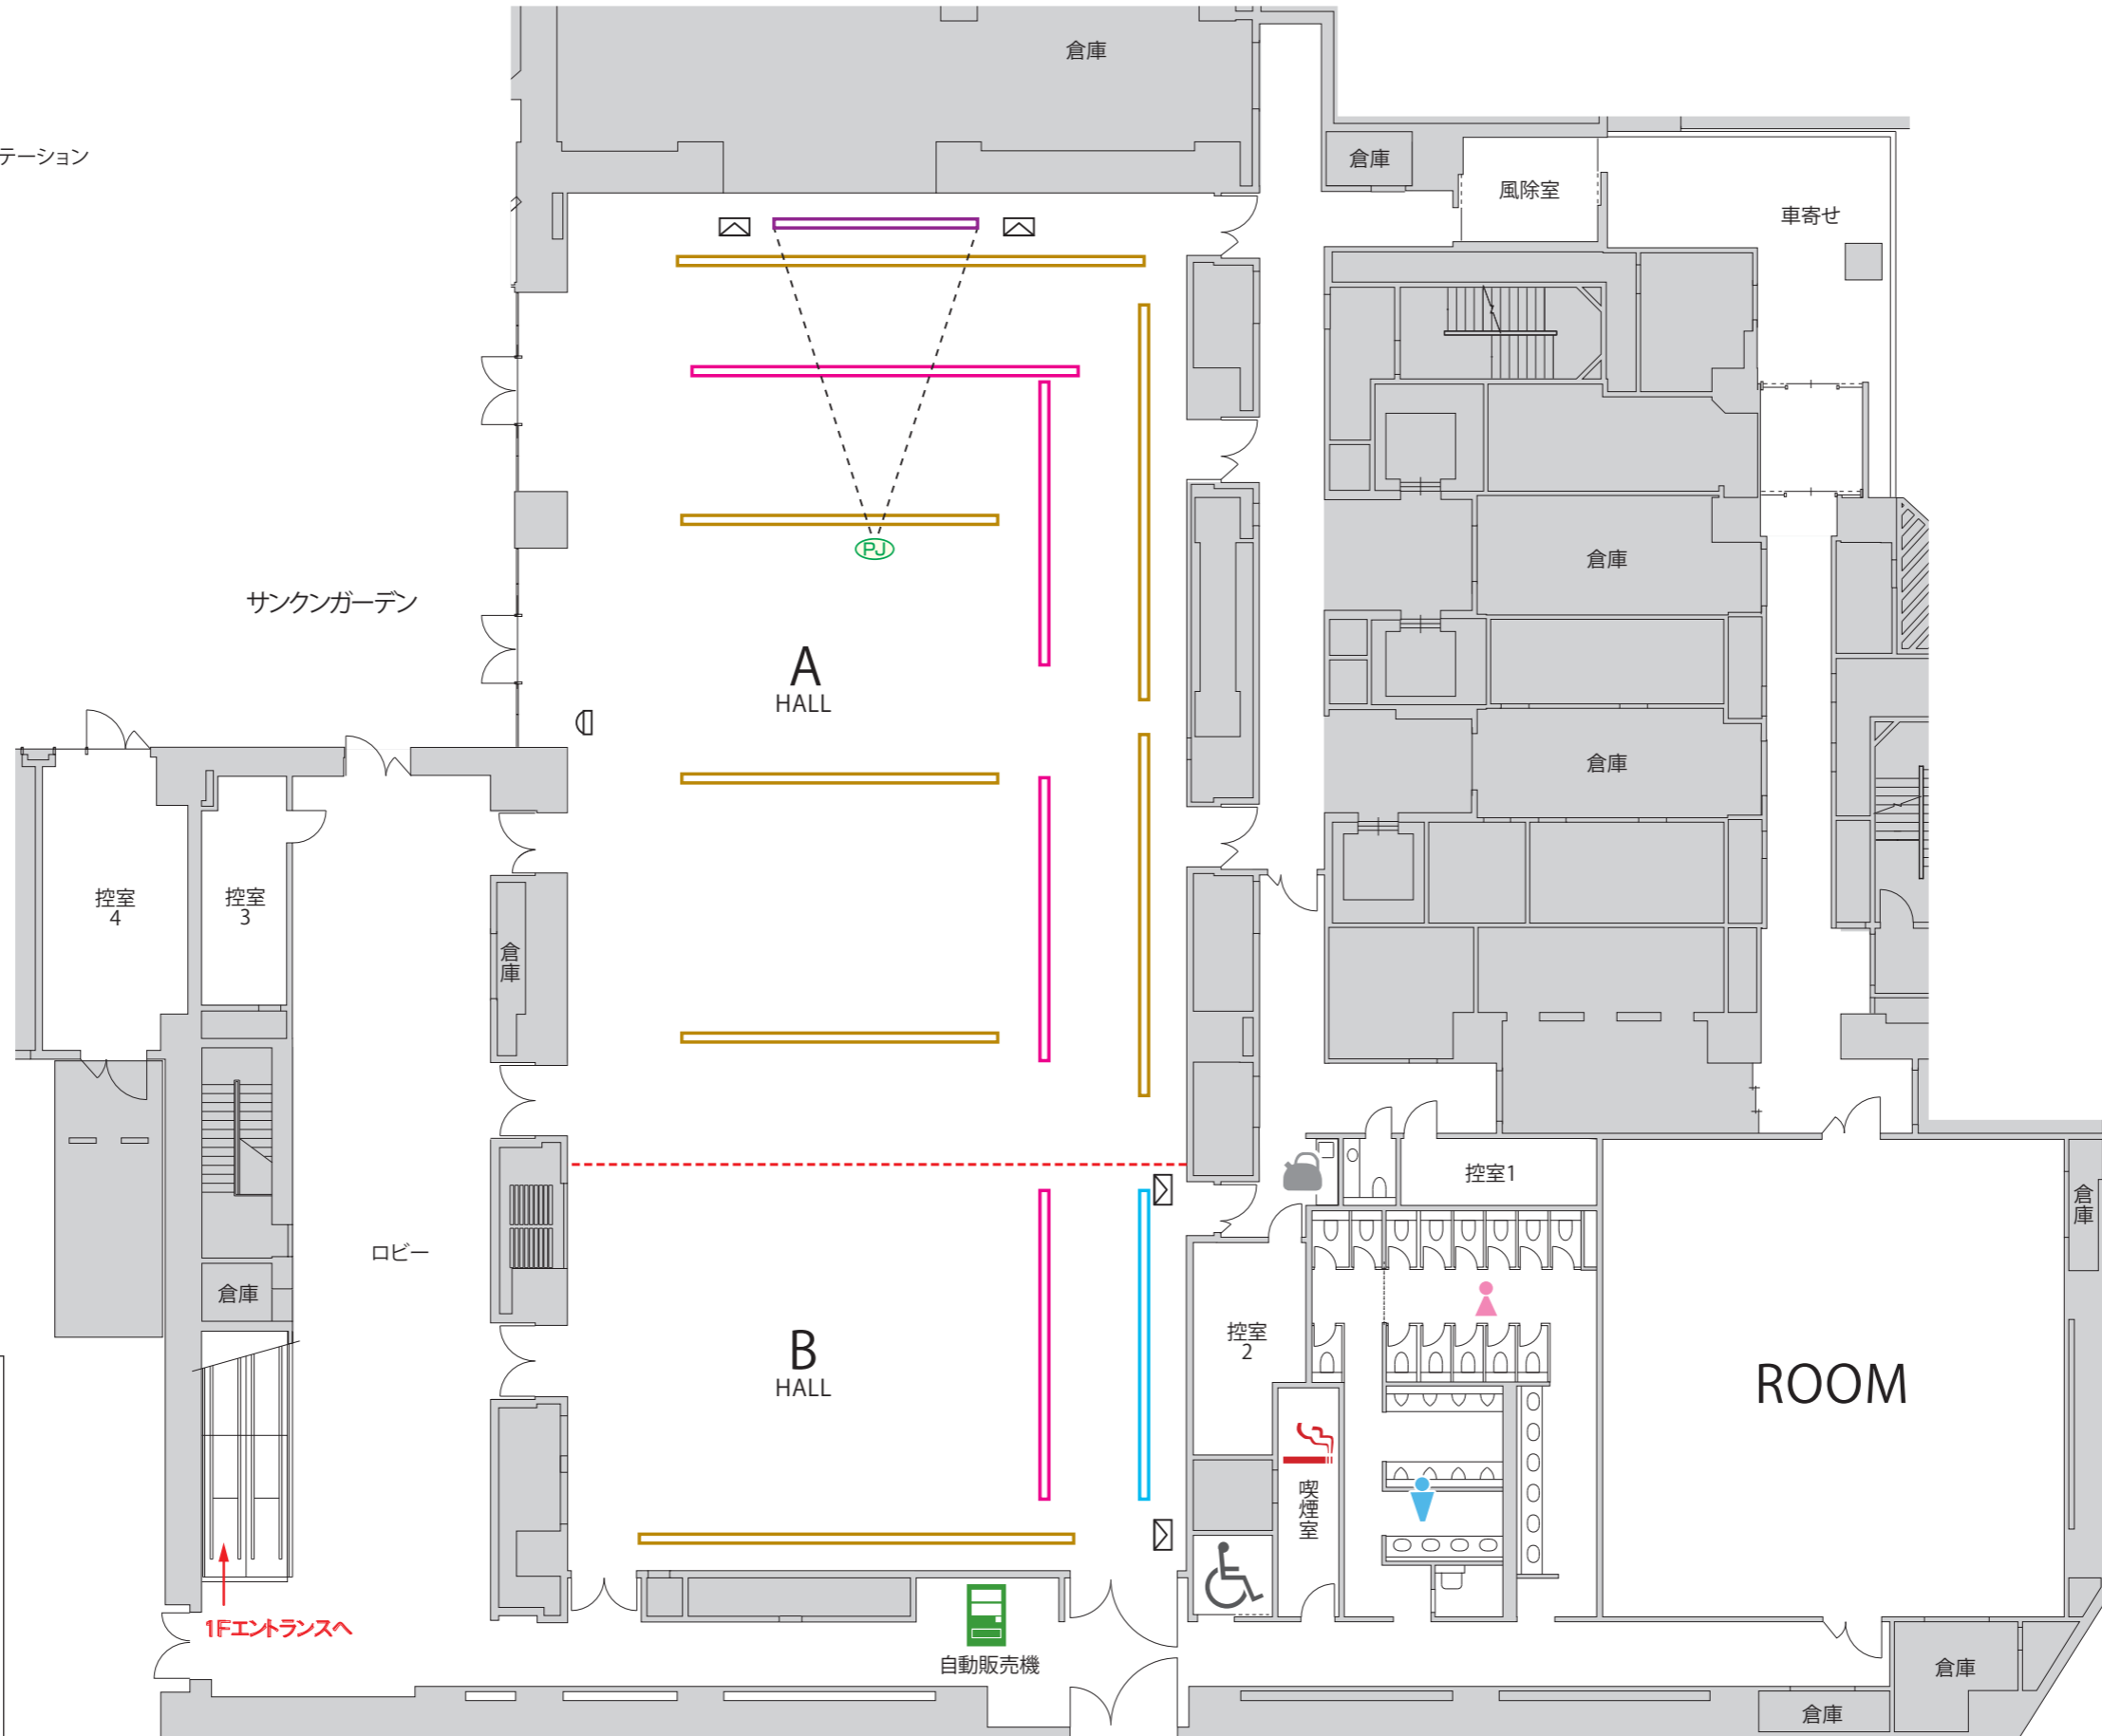 倉庫
テーション
倉庫
風除室
車寄せ
PJ
倉庫
サンクンガーデン
A
HALL
倉庫
控室
4
控室
3
倉庫
控室1
倉庫
ロビー
倉庫
控室
2
B
HALL
ROOM
喫煙室
1Fエントランスへ
自動販売機
倉庫
倉庫